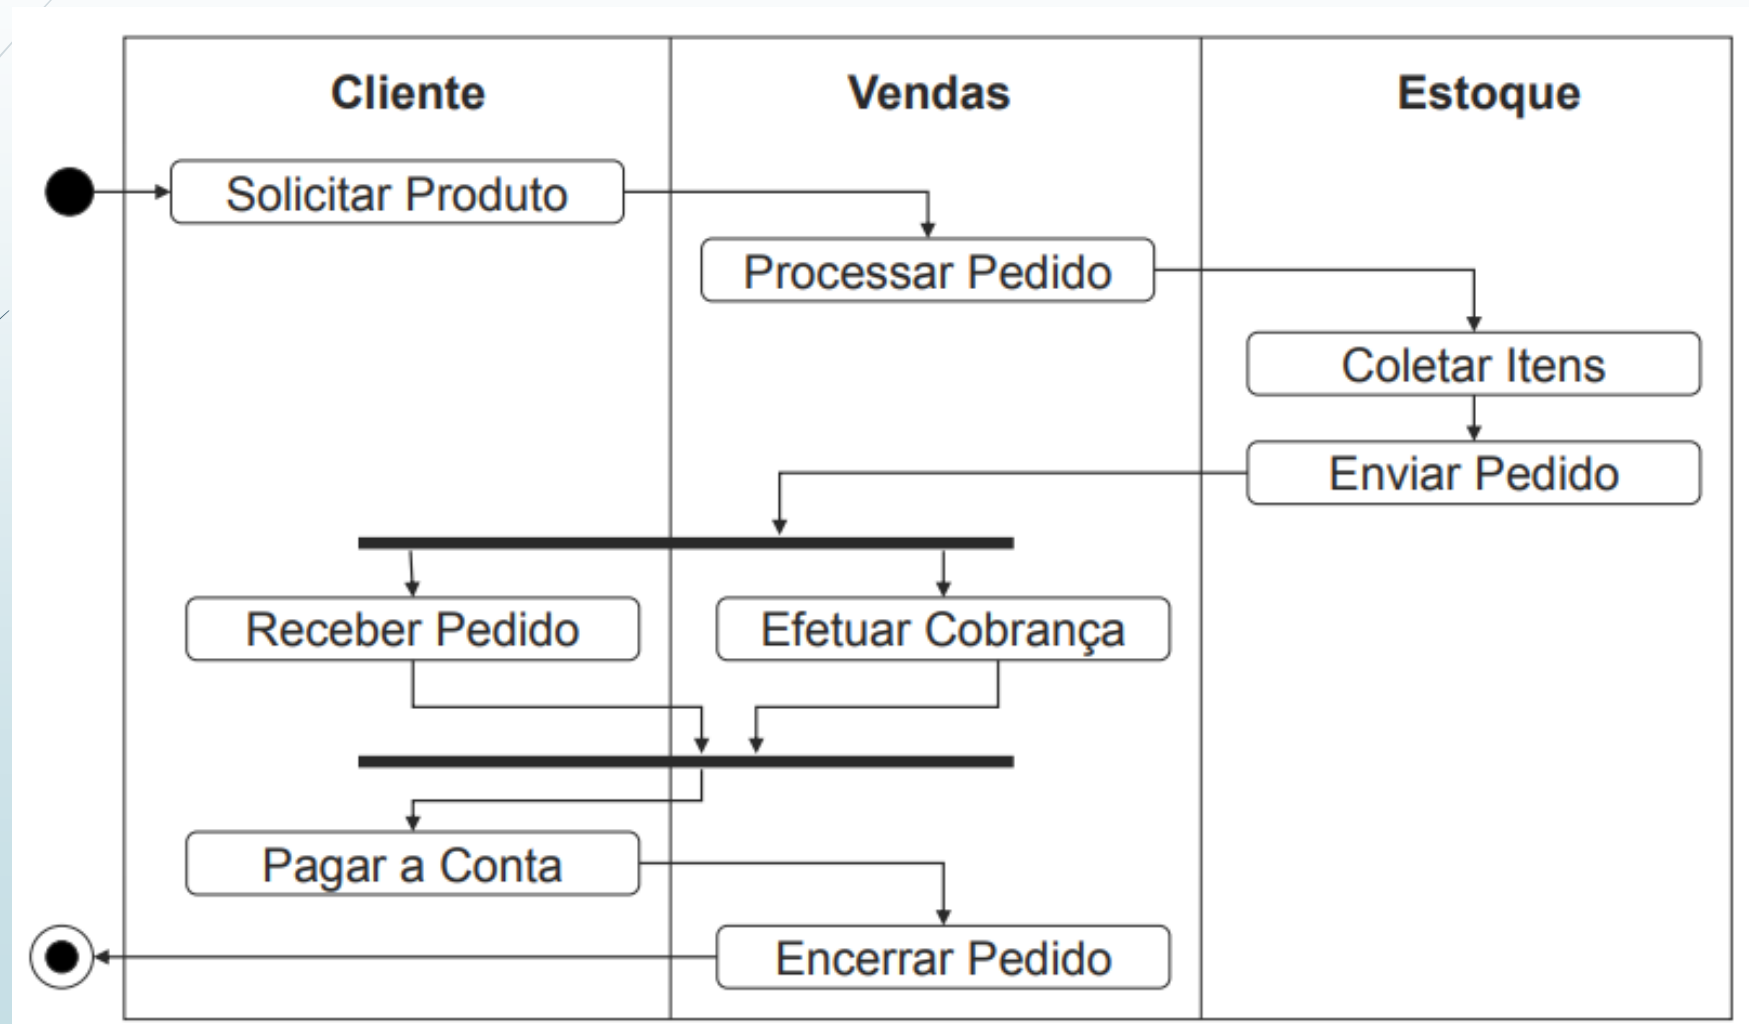 Cliente
Vendas
Estoque
Solicitar Produto
Processar Pedido
Coletar Itens
Enviar Pedido
Receber Pedido
Efetuar Cobrança
Pagar a Conta
Encerrar Pedido